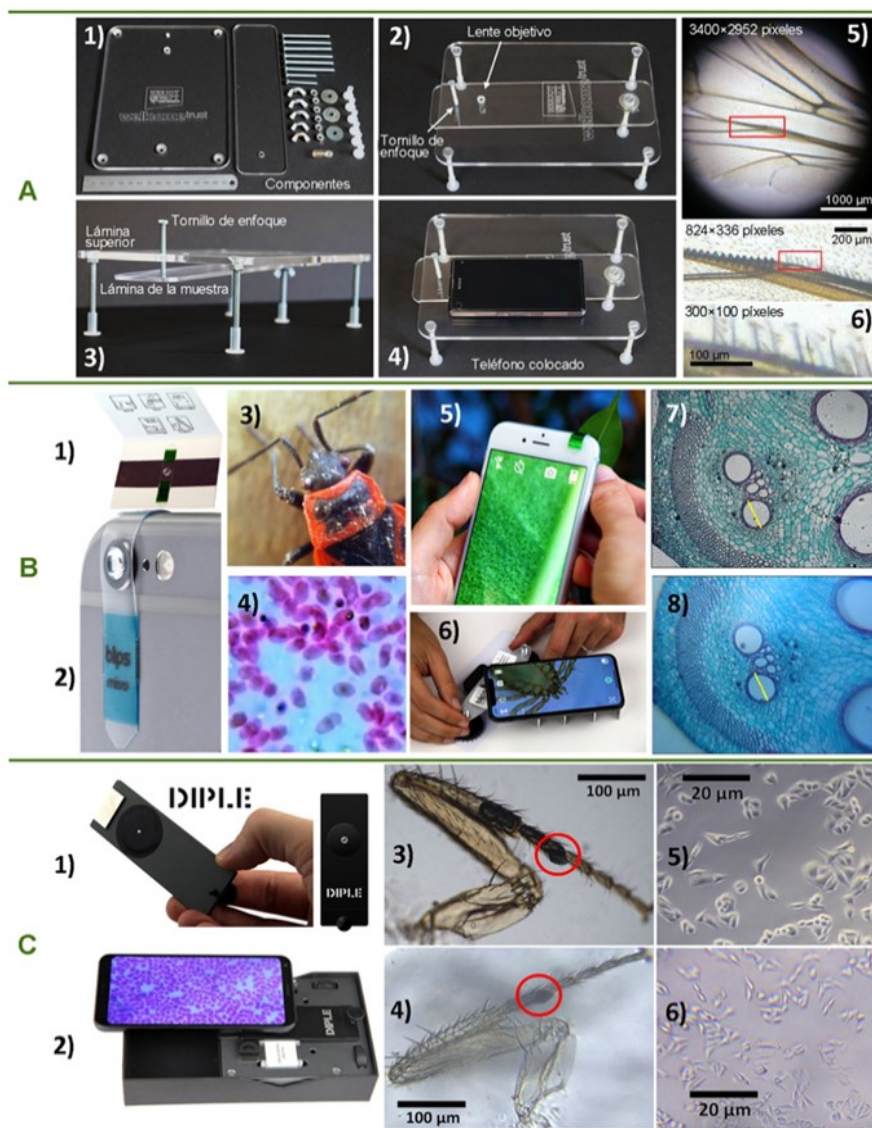 A
1)
Componentes
2)
Lente objetivo
Tornillo de
enfoque
3)
Lámina
superior
Tornillo de enfoque
Lámina de la muestra
4)
Teléfono colocado
5)
3400×2952 pixeles
1000 µm
824×336 píxeles
200 µm
6)
300×100 píxeles
100 µm
B
1)
2)
blips
micro
3)
4)
5)
6)
7)
8)
C
1)
DIPLE
DIPLE
2)
DIPLE
3)
100 µm
4)
100 µm
5)
20 µm
6)
20 µm